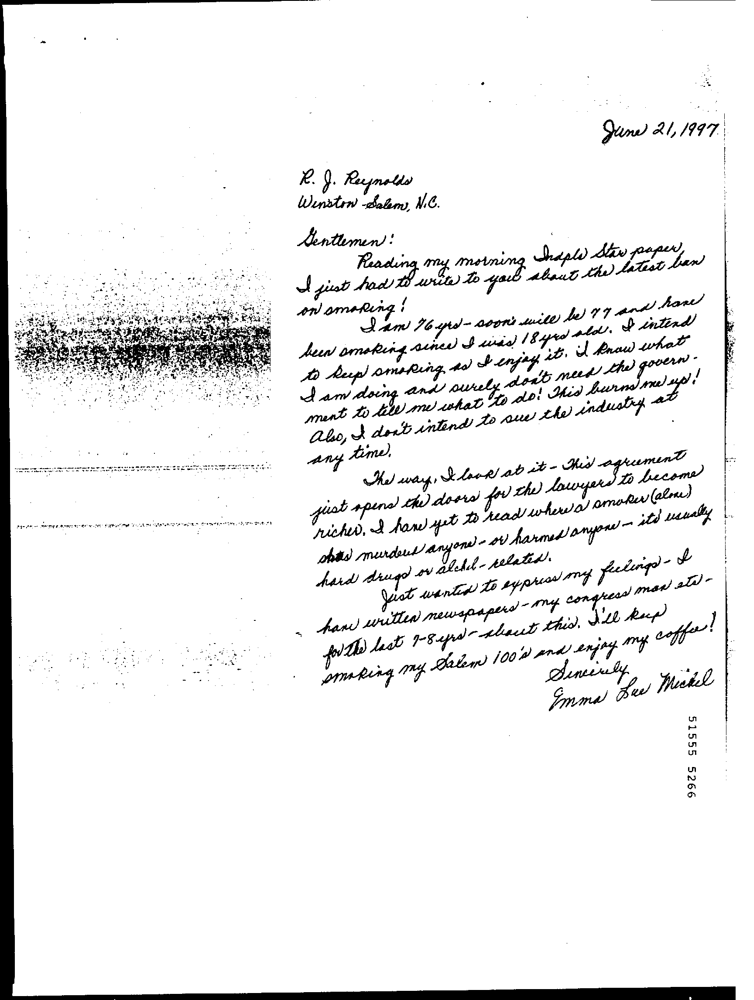 June 21, 1997
R. J. Reynolds
Winston-Salem, N.C.
Gentlemen:
Reading my morning Indpls Star paper,
I just had to write to you about the latest ban
on smoking!
I am 76 yrs - soon will be 77 and have
been smoking since I was 18 yrs old. I intend
to keep smoking, as I enjoy it. I know what
I am doing and surely don't need the govern-
ment to tell me what to do! This burns me up!
Also, I don't intend to sue the industry at
any time.
The way, I look at it - This agreement
just opens the doors for the lawyers to become
richer. I have yet to read where a smoker (alone)
has murdered anyone - or harmed anyone - its usually
hard drugs or alchol - related.
Just wanted to express my feelings - I
have written newspapers - my congress man etc -
for the last 7-8 yrs - about this. I'll keep
smoking my Salem 100's and enjoy my coffee!
Sincerely
Emma Mickel
51555 5266